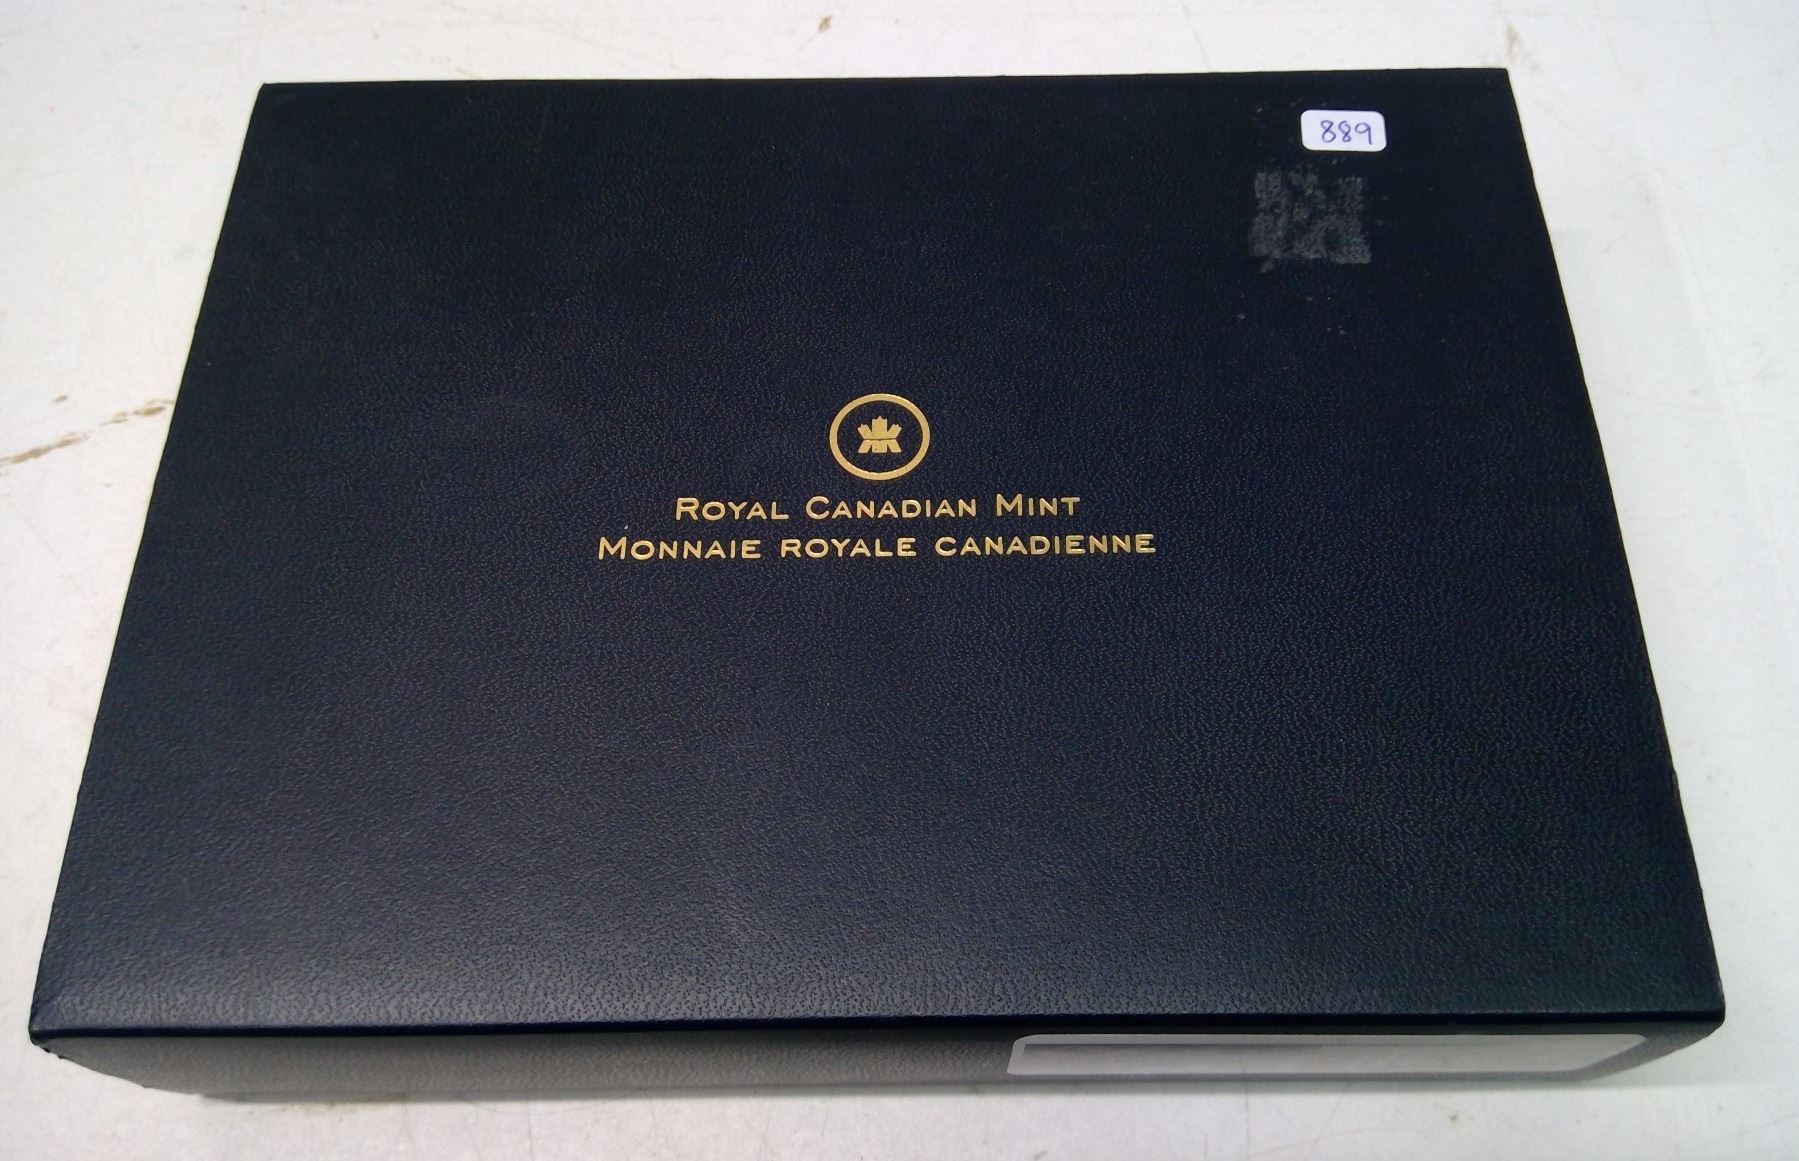 889
ROYAL CANADIAN MINT
MONNAIE ROYALE CANADIENNE